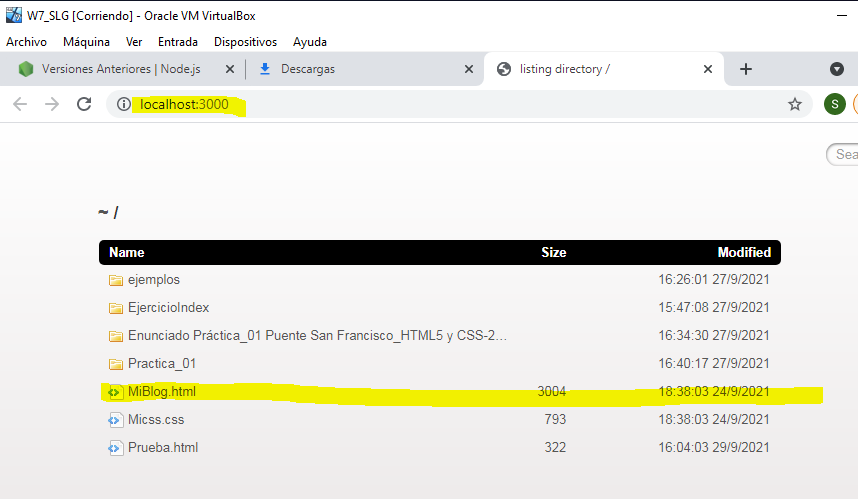 W7_SLG [Corriendo] - Oracle VM VirtualBox
Archivo Máquina Ver Entrada Dispositivos Ayuda
Versiones Anteriores | Node.js Descargas listing directory /
localhost:3000 S
Sea
~ /
Name Size Modified
ejemplos 16:26:01 27/9/2021
EjercicioIndex 15:47:08 27/9/2021
Enunciado Práctica_01 Puente San Francisco_HTML5 y CSS-2... 16:34:30 27/9/2021
Practica_01 16:40:17 27/9/2021
MiBlog.html 3004 18:38:03 24/9/2021
Micss.css 793 18:38:03 24/9/2021
Prueba.html 322 16:04:03 29/9/2021